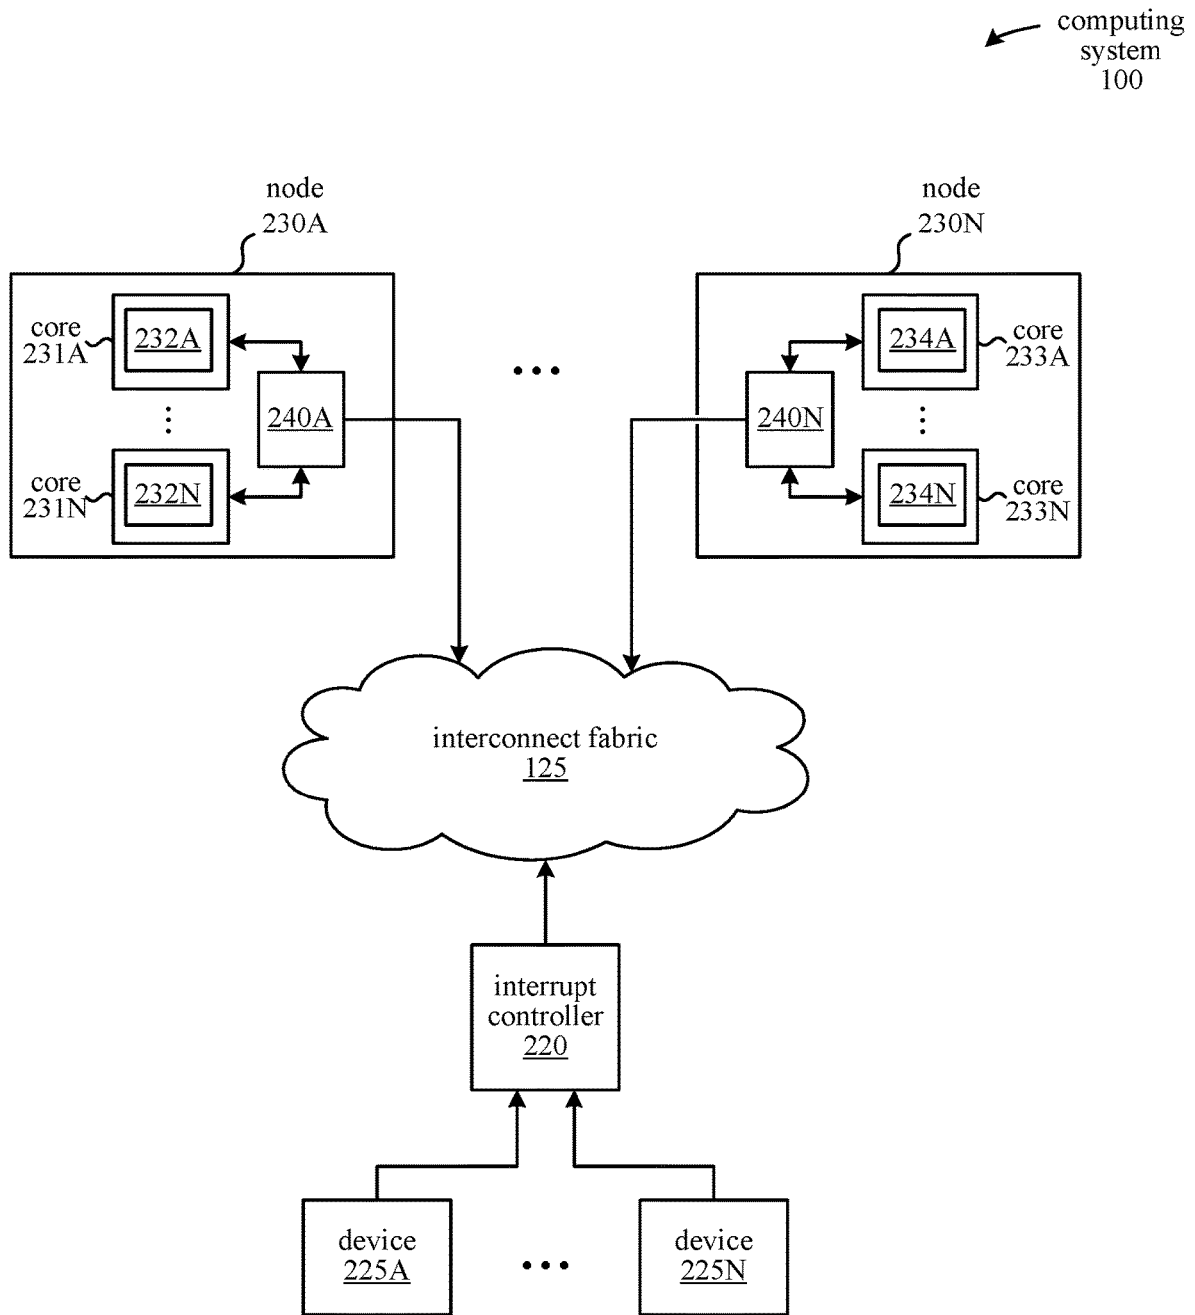 computing
system
100
node
230A
node
230N
core
231A
232A
240A
core
231N
232N
240N
234A
core
233A
234N
core
233N
interconnect fabric
125
interrupt
controller
220
device
225A
device
225N